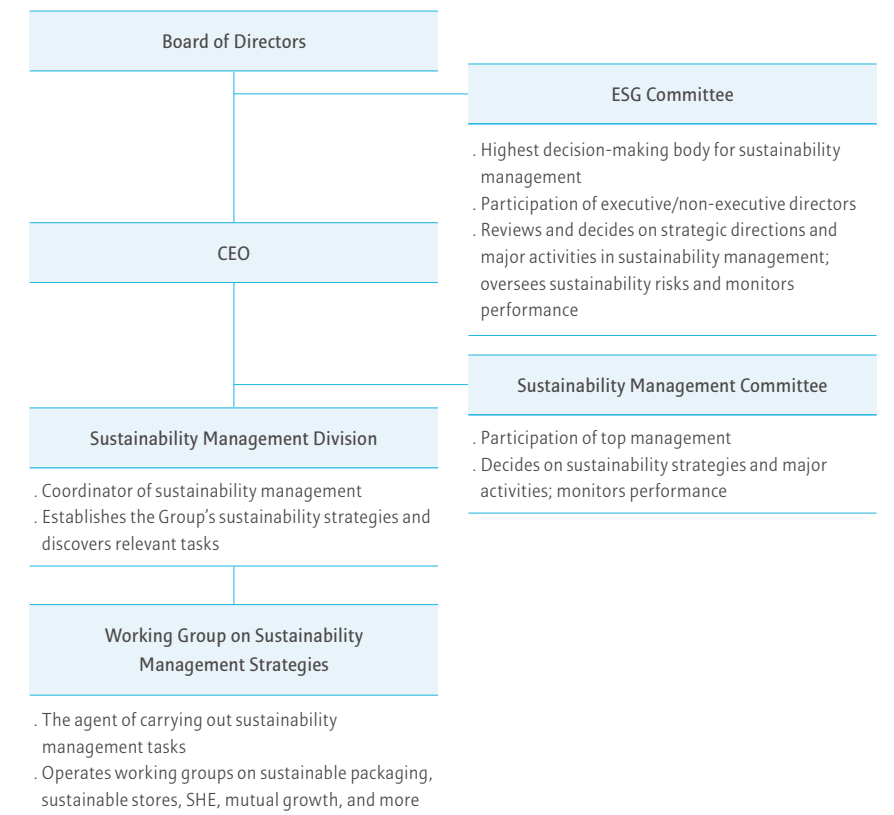 Board of Directors
ESG Committee
. Highest decision-making body for sustainability
management
. Participation of executive/non-executive directors
. Reviews and decides on strategic directions and
major activities in sustainability management;
oversees sustainability risks and monitors
performance
CEO
Sustainability Management Committee
. Participation of top management
. Decides on sustainability strategies and major
activities; monitors performance
Sustainability Management Division
. Coordinator of sustainability management
. Establishes the Group’s sustainability strategies and
discovers relevant tasks
Working Group on Sustainability
Management Strategies
. The agent of carrying out sustainability
management tasks
. Operates working groups on sustainable packaging,
sustainable stores, SHE, mutual growth, and more